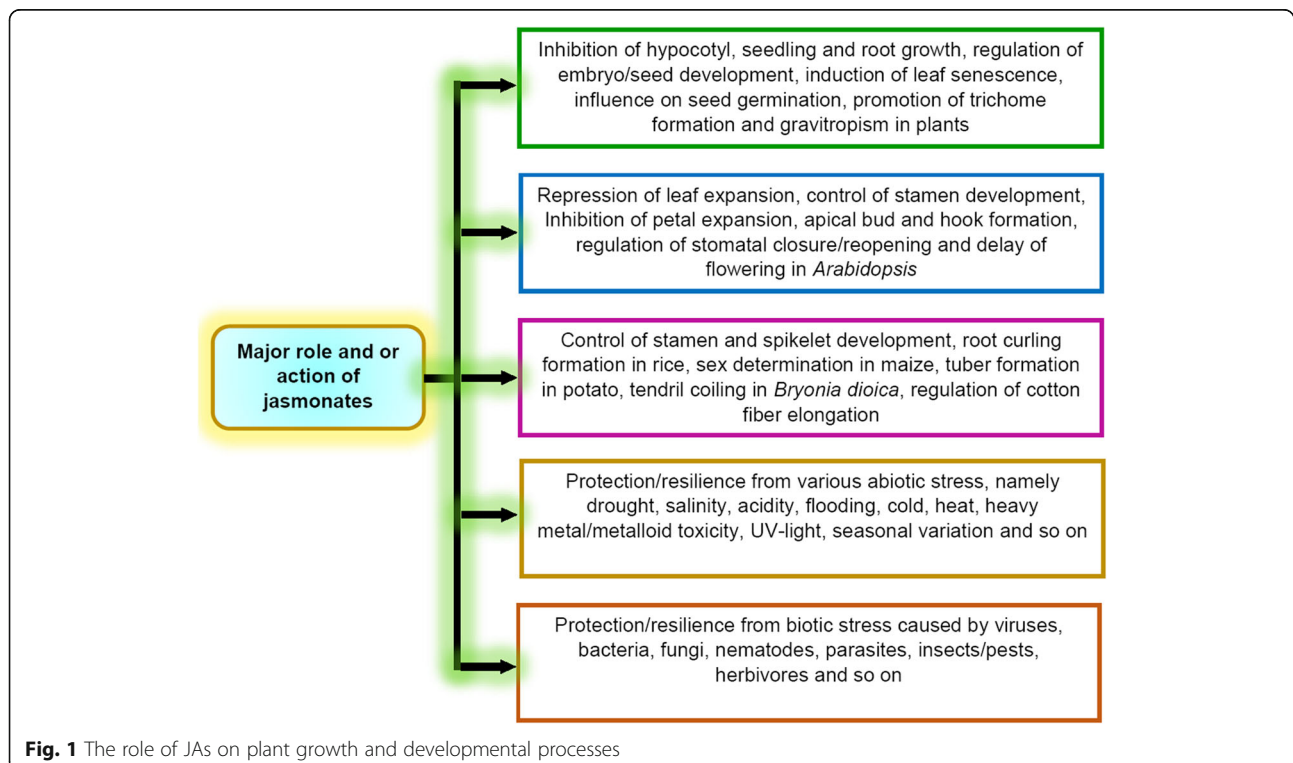 Inhibition of hypocotyl, seedling and root growth, regulation of
embryo/seed development, induction of leaf senescence,
influence on seed germination, promotion of trichome
formation and gravitropism in plants
Repression of leaf expansion, control of stamen development,
Inhibition of petal expansion, apical bud and hook formation,
regulation of stomatal closure/reopening and delay of
flowering in Arabidopsis
Major role and or
action of
jasmonates
Control of stamen and spikelet development, root curling
formation in rice, sex determination in maize, tuber formation
in potato, tendril coiling in Bryonia dioica, regulation of cotton
fiber elongation
Protection/resilience from various abiotic stress, namely
drought, salinity, acidity, flooding, cold, heat, heavy
metal/metalloid toxicity, UV-light, seasonal variation and so on
Protection/resilience from biotic stress caused by viruses,
bacteria, fungi, nematodes, parasites, insects/pests,
herbivores and so on
Fig. 1 The role of JAs on plant growth and developmental processes